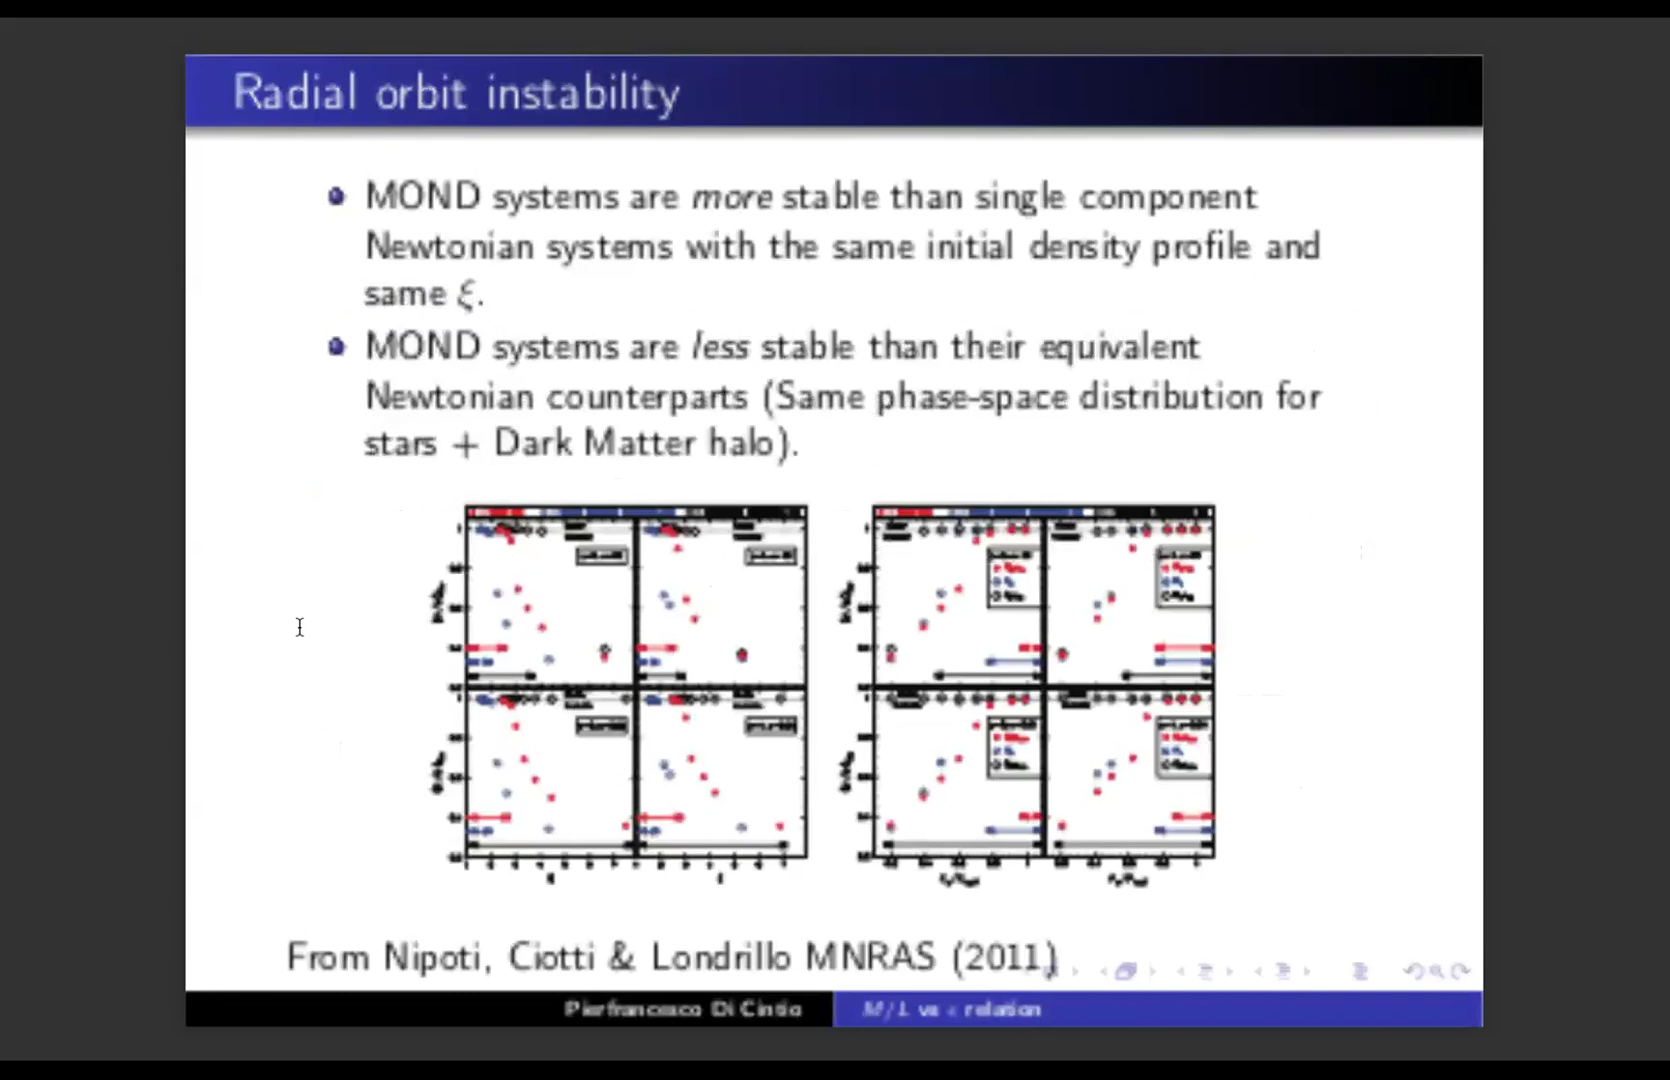 Radial orbit instability
MOND systems are more stable than single component
Newtonian systems with the same initial density profile and
same ξ.
MOND systems are less stable than their equivalent
Newtonian counterparts (Same phase-space distribution for
stars + Dark Matter halo).
From Nipoti, Ciotti & Londrillo MNRAS (2011)
Pierfrancesco Di Cintio
M/L vs ε relation